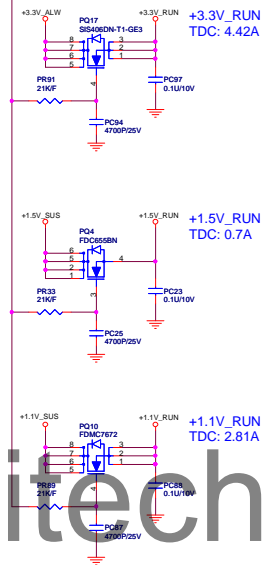 +3.3V_ALW +3.3V_RUN +3.3V_RUN
TDC: 4.42A
PQ17
SIS406DN-T1-GE3
8 3
7 2
6 1
5
4
PR91
21K/F
PC97
0.1U/10V
PC94
4700P/25V
+1.5V_SUS +1.5V_RUN +1.5V_RUN
TDC: 0.7A
PQ4
FDC655BN
6
5 4
2
1
3
PR33
21K/F
PC23
0.1U/10V
PC25
4700P/25V
+1.1V_SUS +1.1V_RUN +1.1V_RUN
TDC: 2.81A
PQ10
FDMC7672
8 3
7 2
6 1
5
4
PR89
21K/F
PC88
0.1U/10V
PC87
4700P/25V
itech